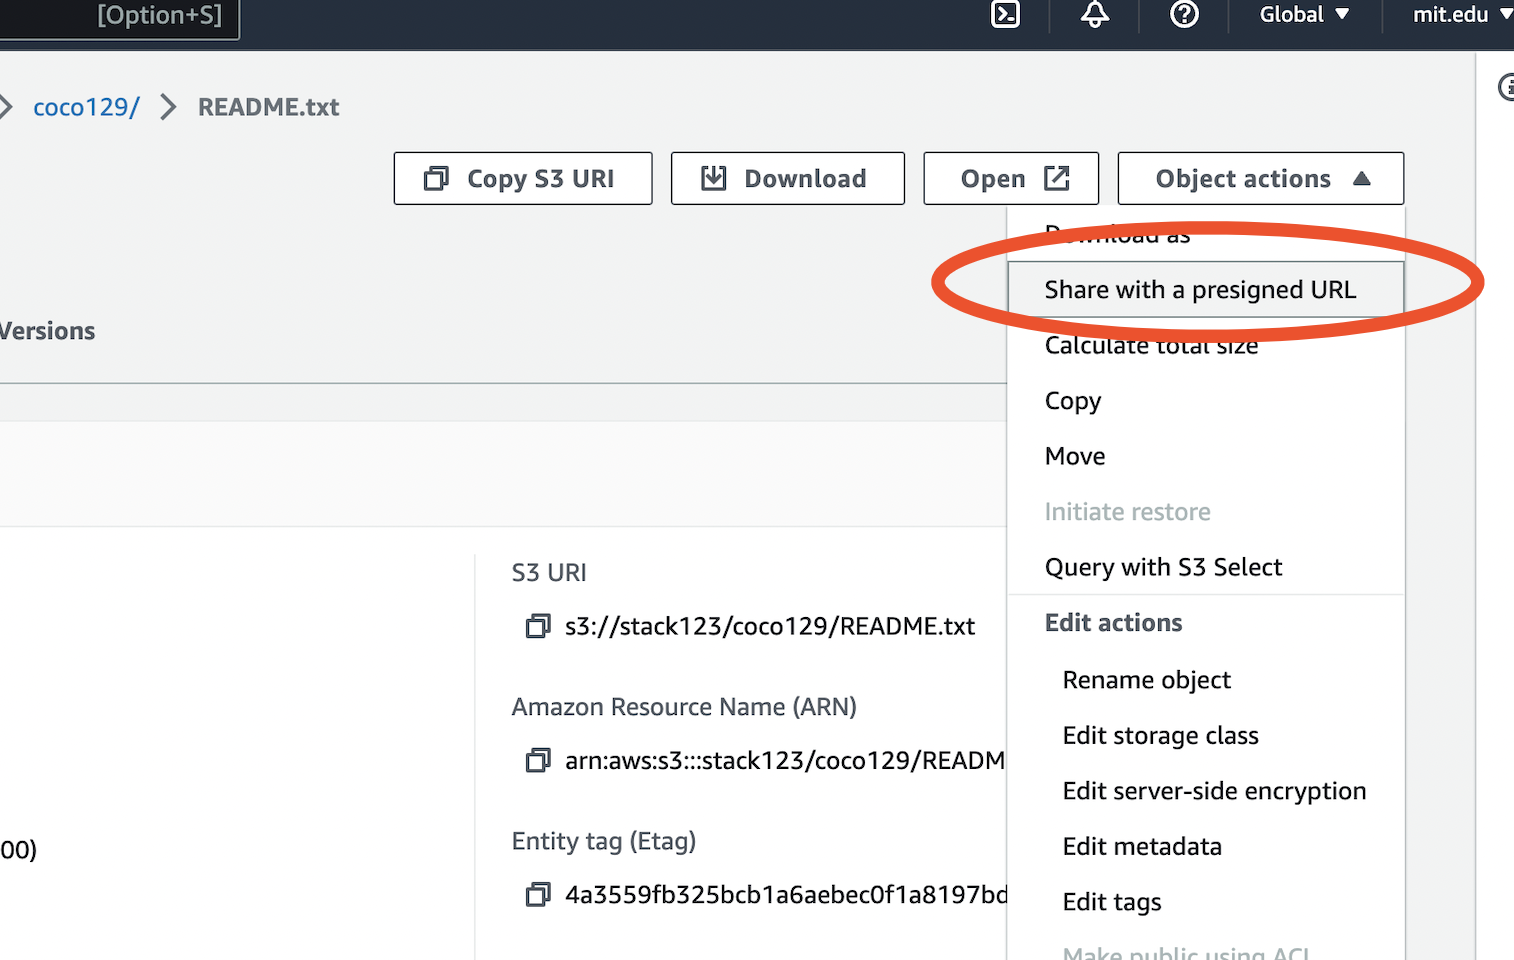 [Option+S]
Global
mit.edu
coco129/
README.txt
Copy S3 URI
Download
Open
Object actions
Download as
Share with a presigned URL
Calculate total size
Copy
Move
Initiate restore
Query with S3 Select
Edit actions
Rename object
Edit storage class
Edit server-side encryption
Edit metadata
Edit tags
Make public using ACL
Versions
S3 URI
s3://stack123/coco129/README.txt
Amazon Resource Name (ARN)
arn:aws:s3:::stack123/coco129/READM
Entity tag (Etag)
4a3559fb325bcb1a6aebec0f1a8197bd
00)